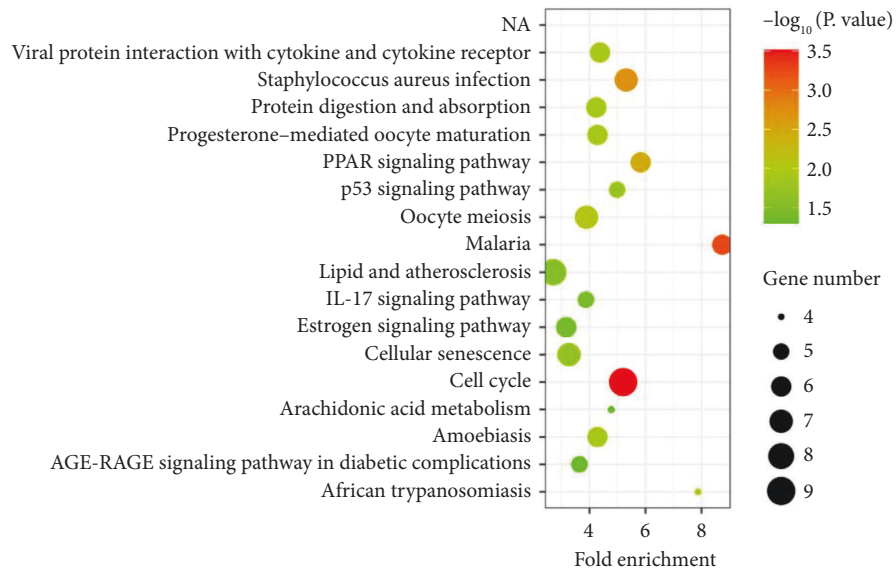 NA
Viral protein interaction with cytokine and cytokine receptor
Staphylococcus aureus infection
Protein digestion and absorption
Progesterone–mediated oocyte maturation
PPAR signaling pathway
p53 signaling pathway
Oocyte meiosis
Malaria
Lipid and atherosclerosis
IL-17 signaling pathway
Estrogen signaling pathway
Cellular senescence
Cell cycle
Arachidonic acid metabolism
Amoebiasis
AGE-RAGE signaling pathway in diabetic complications
African trypanosomiasis
4 6 8
Fold enrichment
–log₁₀ (P. value)
3.5
3.0
2.5
2.0
1.5
Gene number
4
5
6
7
8
9